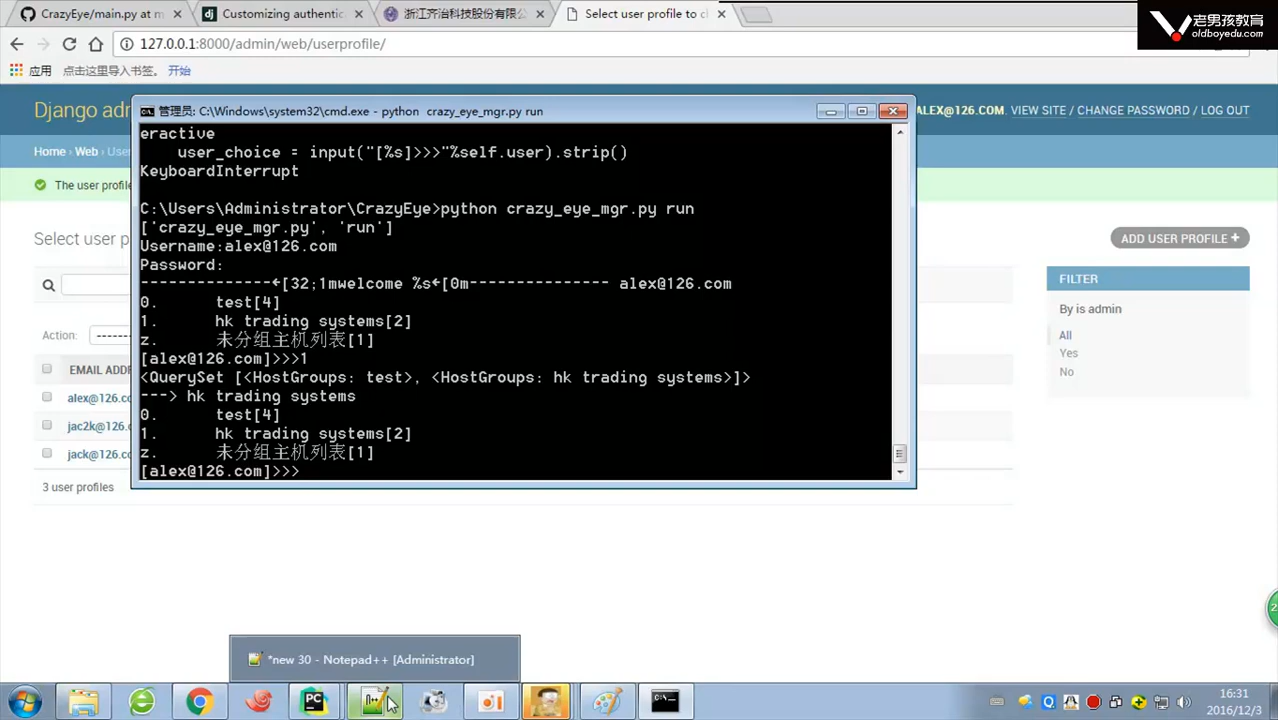 CrazyEye/main.py at m
Customizing authentic
浙江齐治科技股份有限公
Select user profile to c
老男孩教育
oldboyedu.com
127.0.0.1:8000/admin/web/userprofile/
应用 点击这里导入书签。 开始
Django adm
ALEX@126.COM. VIEW SITE / CHANGE PASSWORD / LOG OUT
管理员: C:\Windows\system32\cmd.exe - python crazy_eye_mgr.py run
Home › Web › User
The user profile
Select user p
ADD USER PROFILE +
FILTER
By is admin
All
Yes
No
Action: -------
EMAIL ADDR
alex@126.co
jac2k@126.
jack@126.co
3 user profiles
eractive
user_choice = input("[%s]>>>"%self.user).strip()
KeyboardInterrupt
C:\Users\Administrator\CrazyEye>python crazy_eye_mgr.py run
['crazy_eye_mgr.py', 'run']
Username:alex@126.com
Password:
--------------←[32;1mwelcome %s←[0m--------------- alex@126.com
0. test[4]
1. hk trading systems[2]
z. 未分组主机列表[1]
[alex@126.com]>>>1
<QuerySet [<HostGroups: test>, <HostGroups: hk trading systems>]>
---> hk trading systems
0. test[4]
1. hk trading systems[2]
z. 未分组主机列表[1]
[alex@126.com]>>>
*new 30 - Notepad++ [Administrator]
16:31
2016/12/3